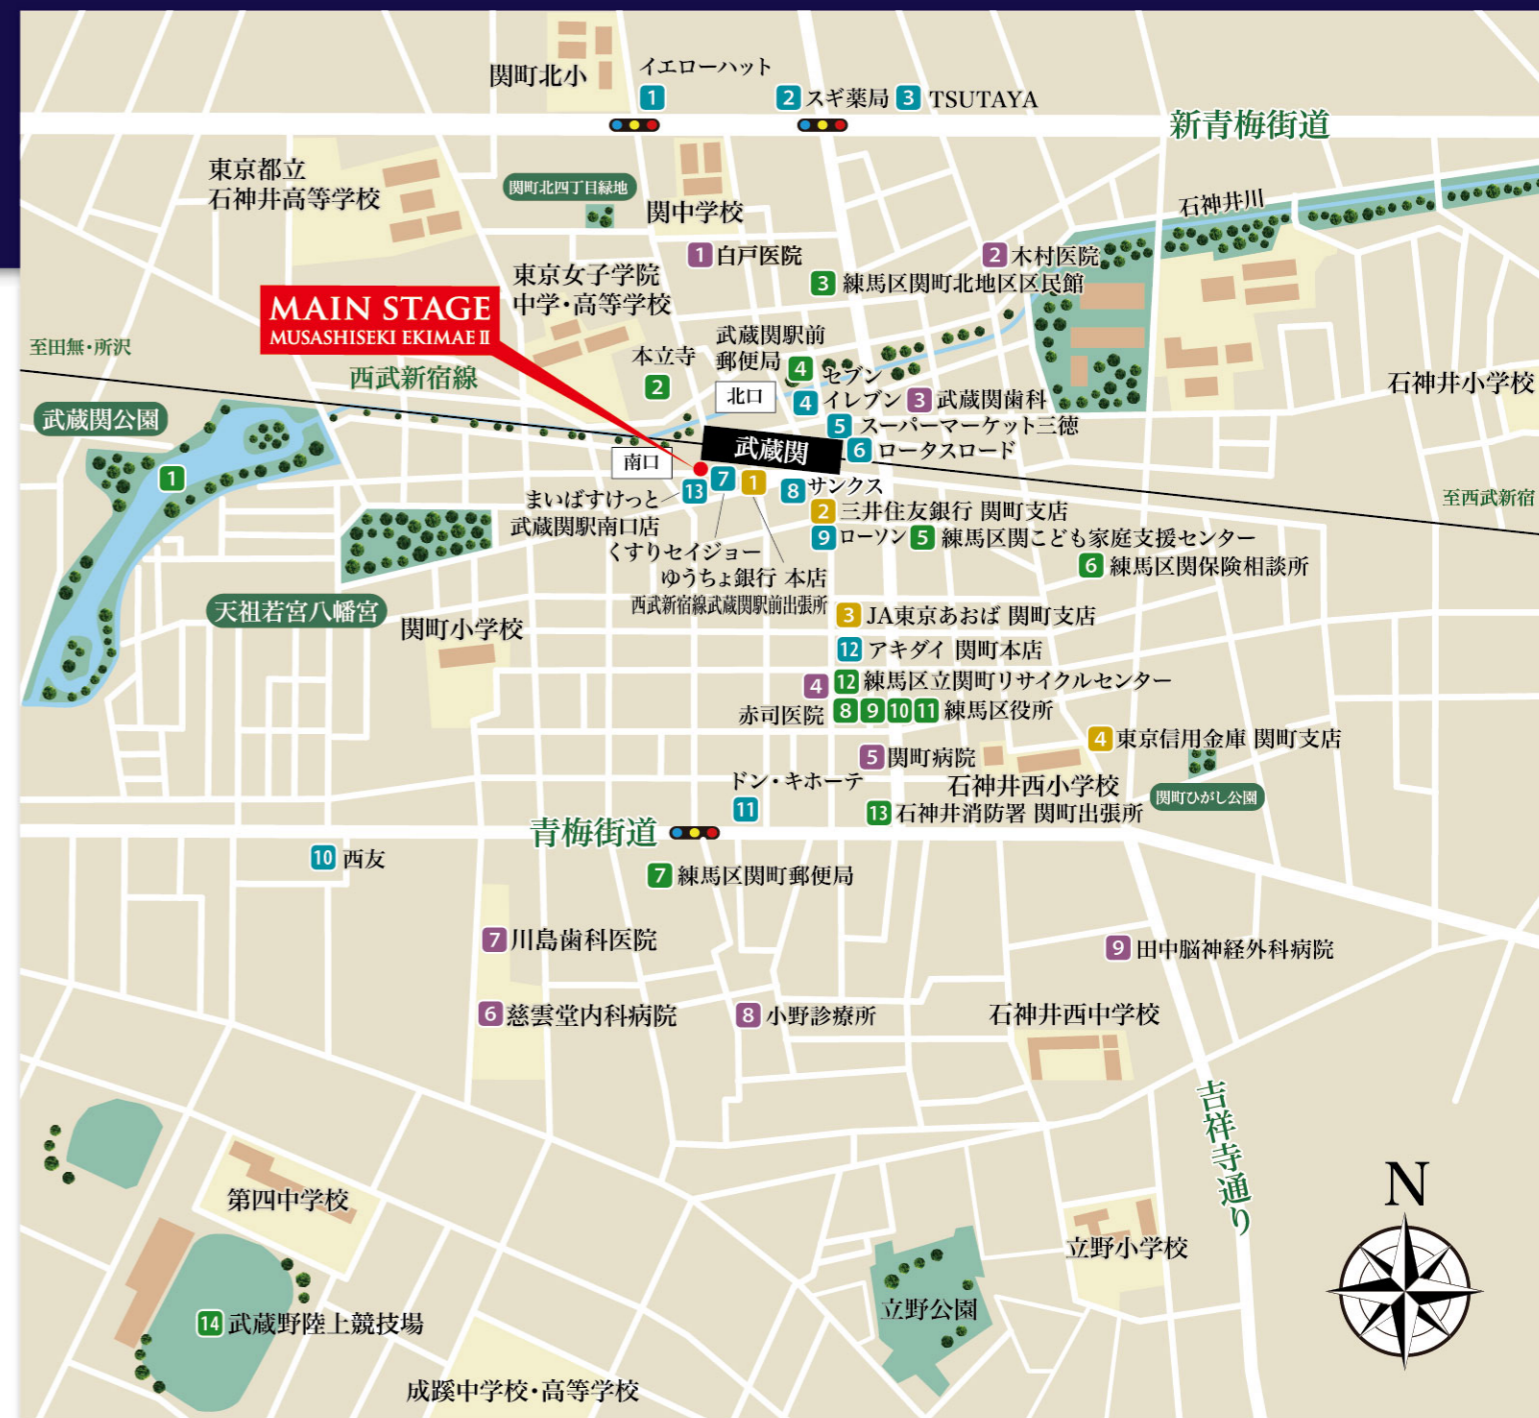 関町北小
イエローハット
1
2 スギ薬局 3 TSUTAYA
新青梅街道
東京都立
石神井高等学校
関町北四丁目緑地
関中学校
石神井川
1 白戸医院
2 木村医院
3 練馬区関町北地区区民館
東京女子学院
中学・高等学校
MAIN STAGE
MUSASHISEKI EKIMAE II
至田無・所沢
西武新宿線
本立寺
2
武蔵関駅前
郵便局 4
北口
セブン
4 イレブン 3 武蔵関歯科
石神井小学校
武蔵関公園
1
5 スーパーマーケット三徳
武蔵関
6 ロータスロード
南口
13 7 1 8 サンクス
至西武新宿
まいばすけっと
武蔵関駅南口店
2 三井住友銀行 関町支店
9 ローソン 5 練馬区関こども家庭支援センター
くすりセイジョー
6 練馬区関保険相談所
ゆうちょ銀行 本店
西武新宿線武蔵関駅前出張所
天祖若宮八幡宮
関町小学校
3 JA東京あおば 関町支店
12 アキダイ 関町本店
4 12 練馬区立関町リサイクルセンター
赤司医院 8 9 10 11 練馬区役所
4 東京信用金庫 関町支店
5 関町病院
石神井西小学校
関町ひがし公園
ドン・キホーテ
11
13 石神井消防署 関町出張所
青梅街道
10 西友
7 練馬区関町郵便局
7 川島歯科医院
9 田中脳神経外科病院
6 慈雲堂内科病院
8 小野診療所
石神井西中学校
吉祥寺通り
N
第四中学校
立野小学校
立野公園
14 武蔵野陸上競技場
成蹊中学校・高等学校